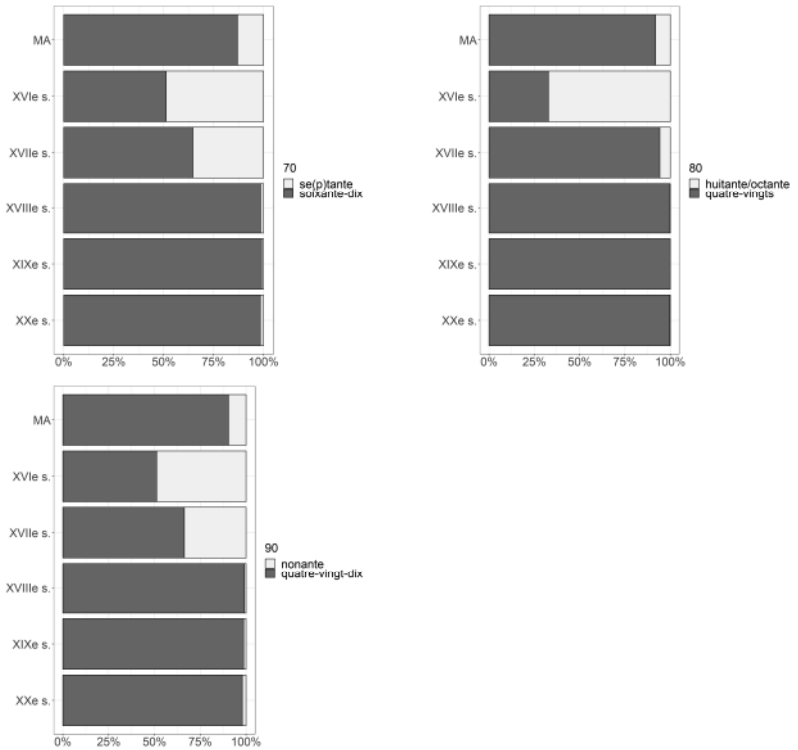 MA
XVIe s.
XVIIe s.
XVIIIe s.
XIXe s.
XXe s.
0% 25% 50% 75% 100%
70
se(p)tante
soixante-dix
MA
XVIe s.
XVIIe s.
XVIIIe s.
XIXe s.
XXe s.
0% 25% 50% 75% 100%
80
huitante/octante
quatre-vingts
MA
XVIe s.
XVIIe s.
XVIIIe s.
XIXe s.
XXe s.
0% 25% 50% 75% 100%
90
nonante
quatre-vingt-dix